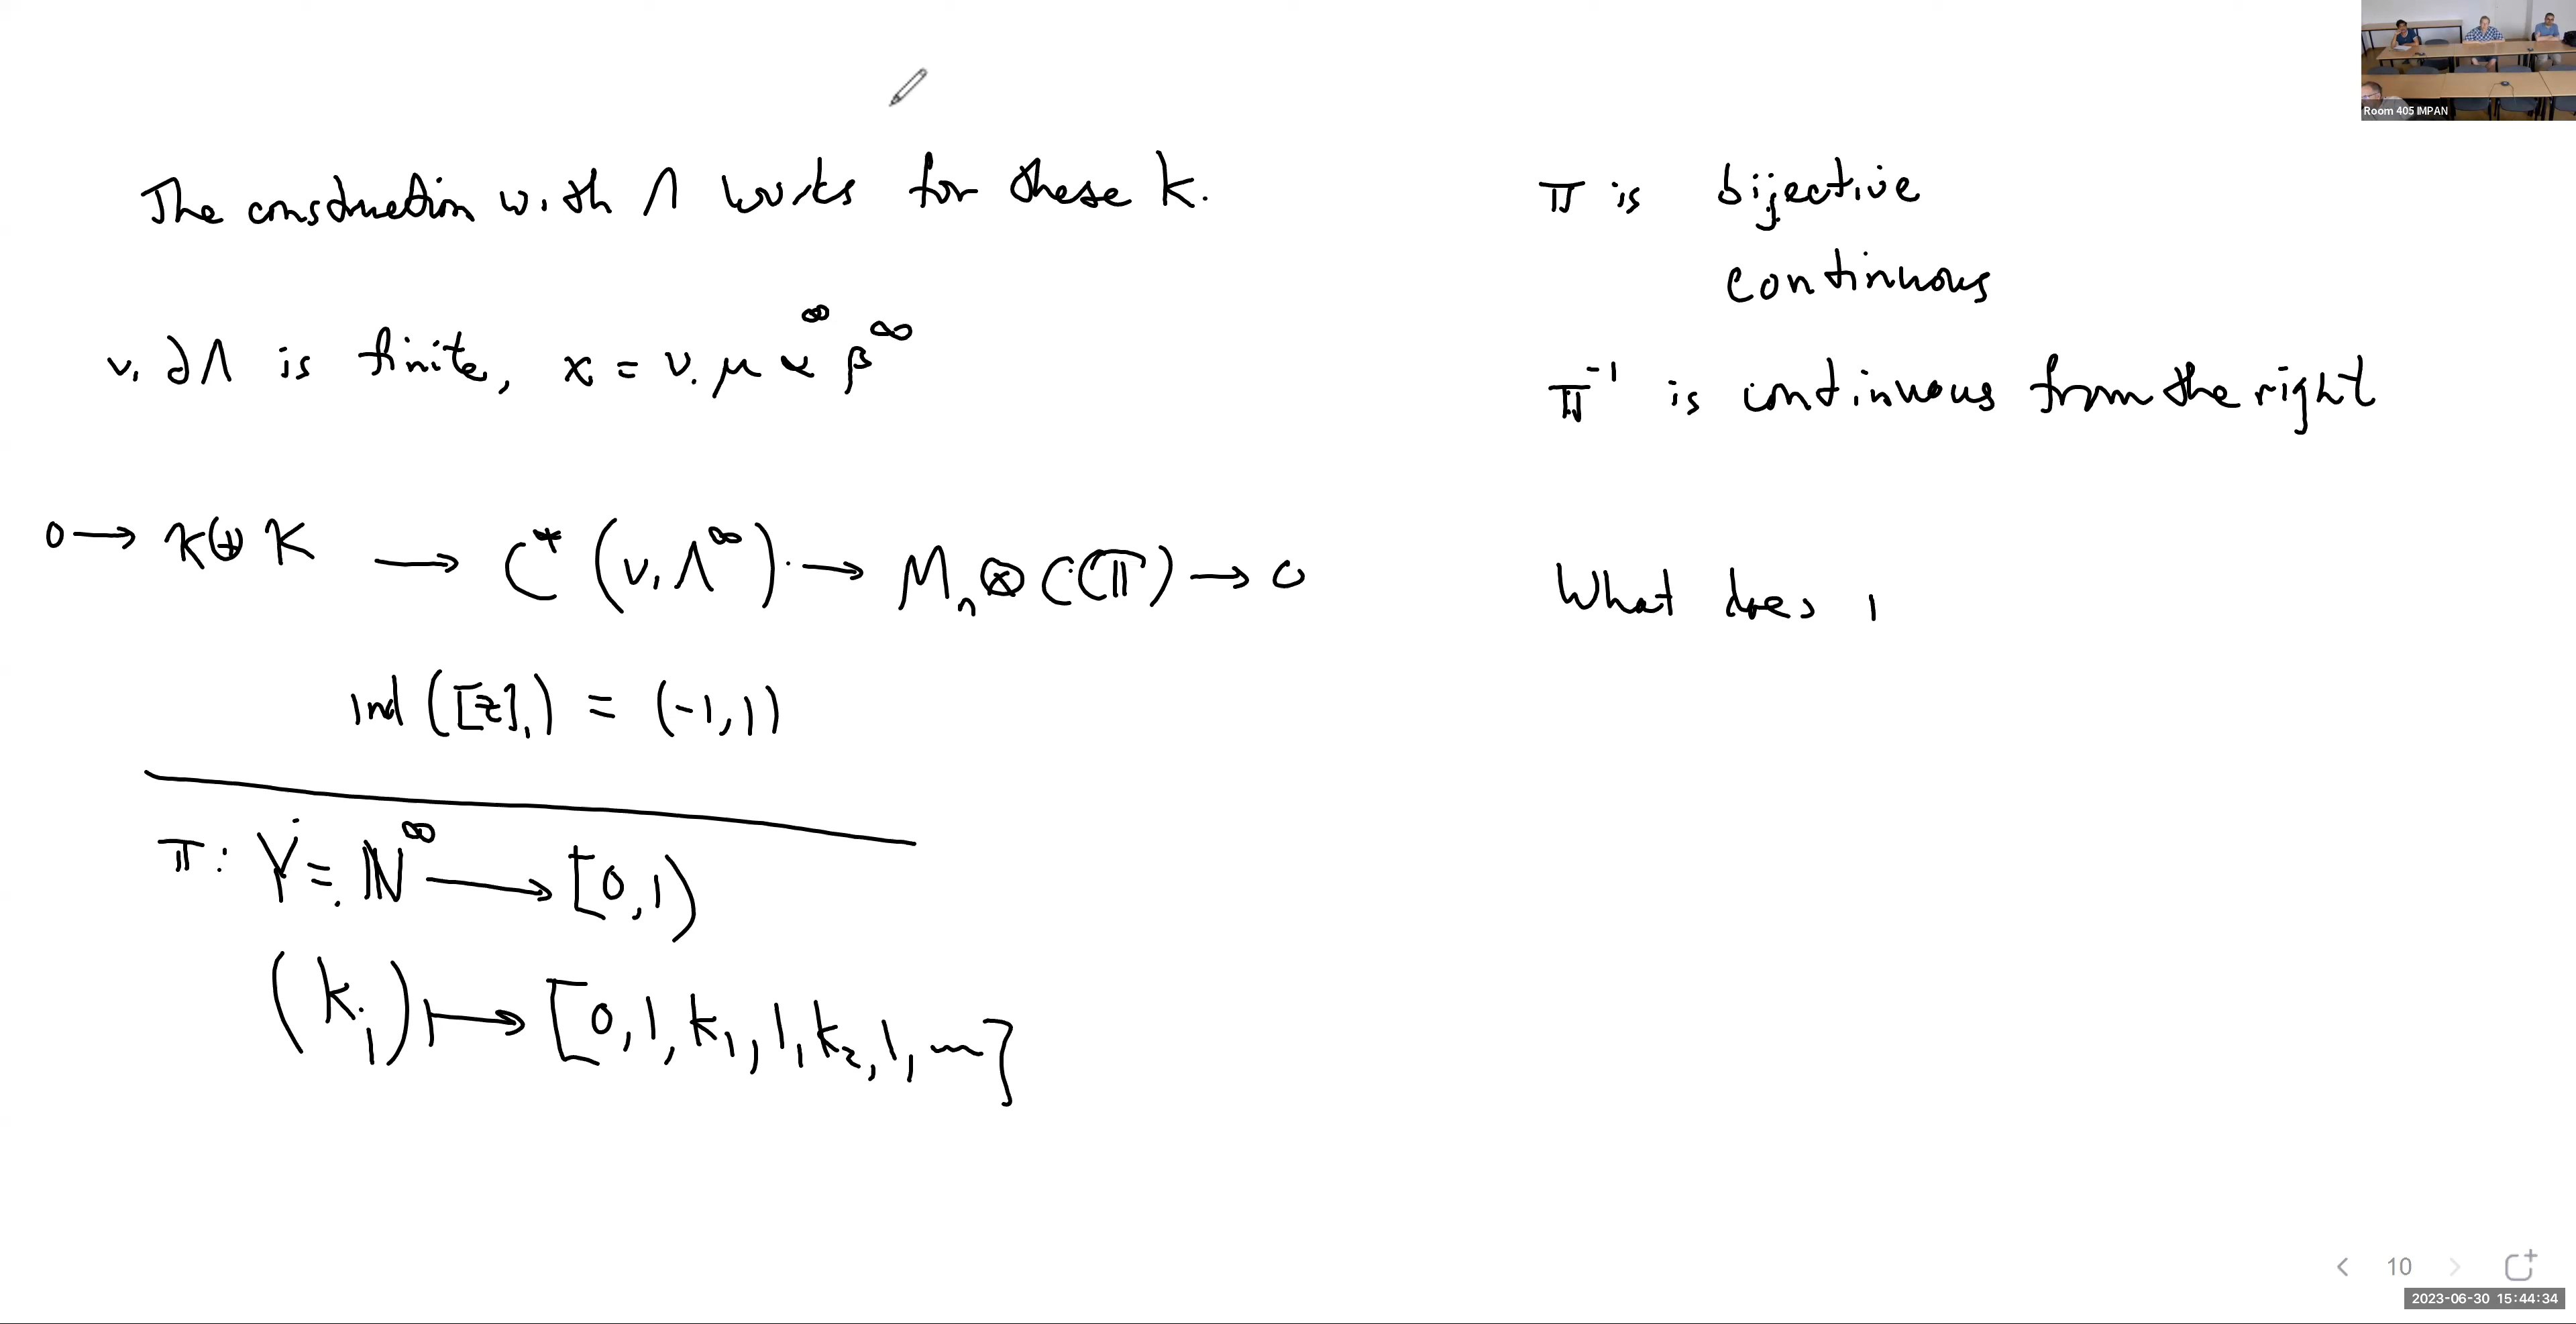 The construction with Λ works for these k.
v. ∂Λ is finite, x = v. μ α^∞ β^∞
0 → K ⊕ K → C* (v, Λ^∞) → M_n ⊗ C(𝕋) → 0
ind ([z]_1) = (-1, 1)
π : Y = ℕ^∞ → [0, 1)
(k_i) ↦ [0, 1, k_1, 1, k_2, 1, ...]
π is bijective
continuous
π^-1 is continuous from the right
What does
Room 405 IMPAN
10
2023-06-30 15:44:34